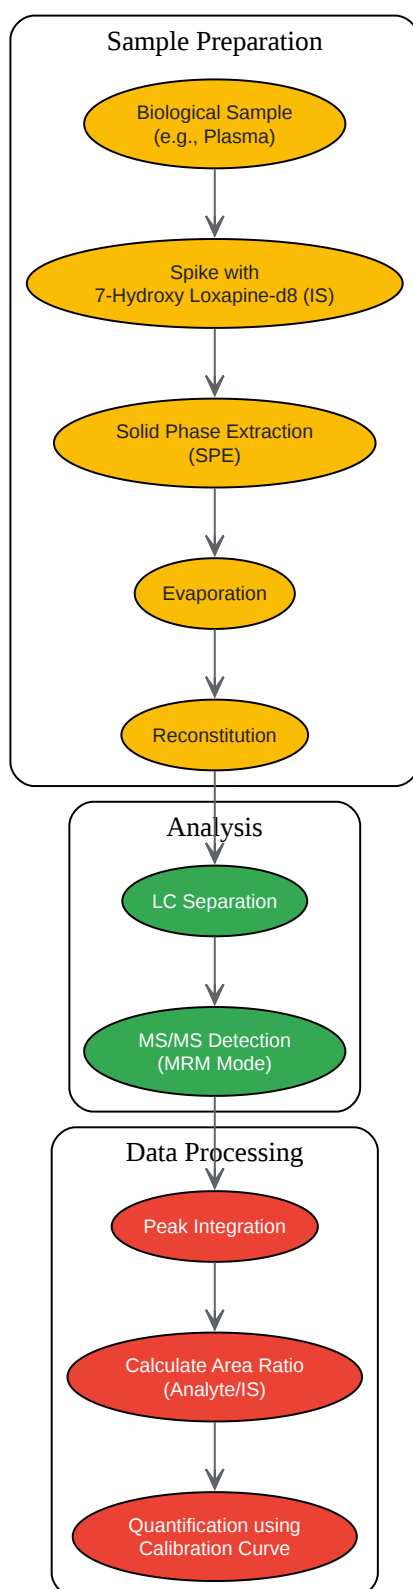 Sample Preparation
Biological Sample
(e.g., Plasma)
Spike with
7-Hydroxy Loxapine-d8 (IS)
Solid Phase Extraction
(SPE)
Evaporation
Reconstitution
Analysis
LC Separation
MS/MS Detection
(MRM Mode)
Data Processing
Peak Integration
Calculate Area Ratio
(Analyte/IS)
Quantification using
Calibration Curve